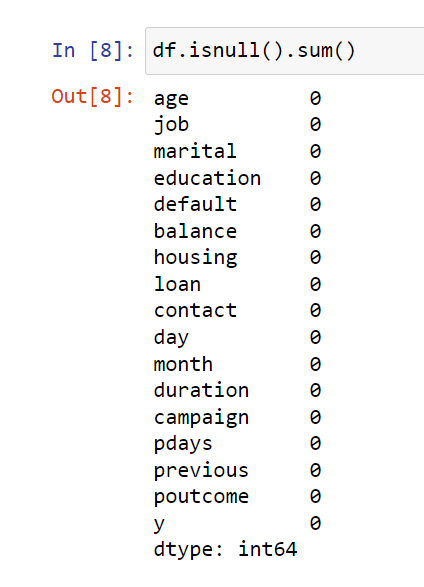 In [8]: df.isnull().sum()
Out[8]: age 0
job 0
marital 0
education 0
default 0
balance 0
housing 0
loan 0
contact 0
day 0
month 0
duration 0
campaign 0
pdays 0
previous 0
poutcome 0
y 0
dtype: int64